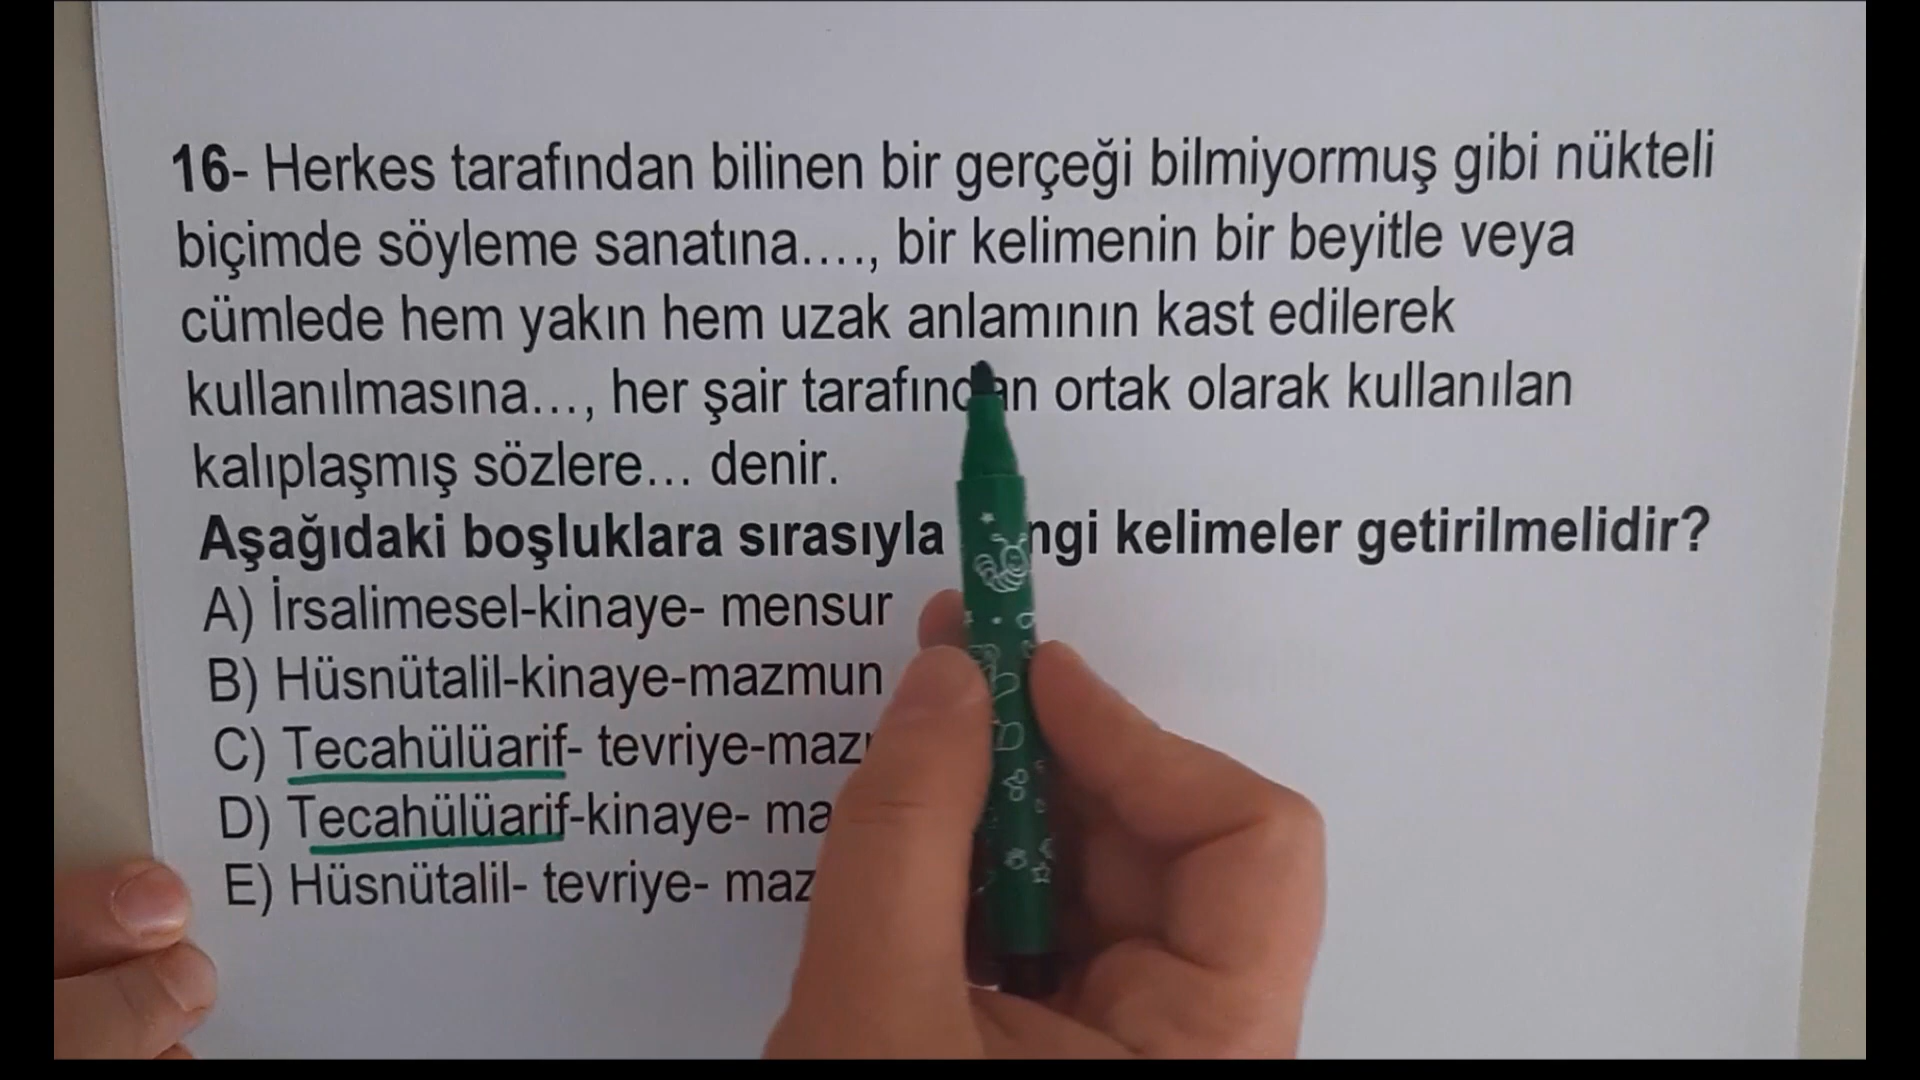 16- Herkes tarafından bilinen bir gerçeği bilmiyormuş gibi nükteli
biçimde söyleme sanatına...., bir kelimenin bir beyitle veya
cümlede hem yakın hem uzak anlamının kast edilerek
kullanılmasına..., her şair tarafından ortak olarak kullanılan
kalıplaşmış sözlere... denir.
Aşağıdaki boşluklara sırasıyla kelimeler getirilmelidir?
A) İrsalimesel-kinaye- mensur
B) Hüsnütalil-kinaye-mazmun
C) Tecahülüarif- tevriye-
D) Tecahülüarif-kinaye-
E) Hüsnütalil- tevriye-